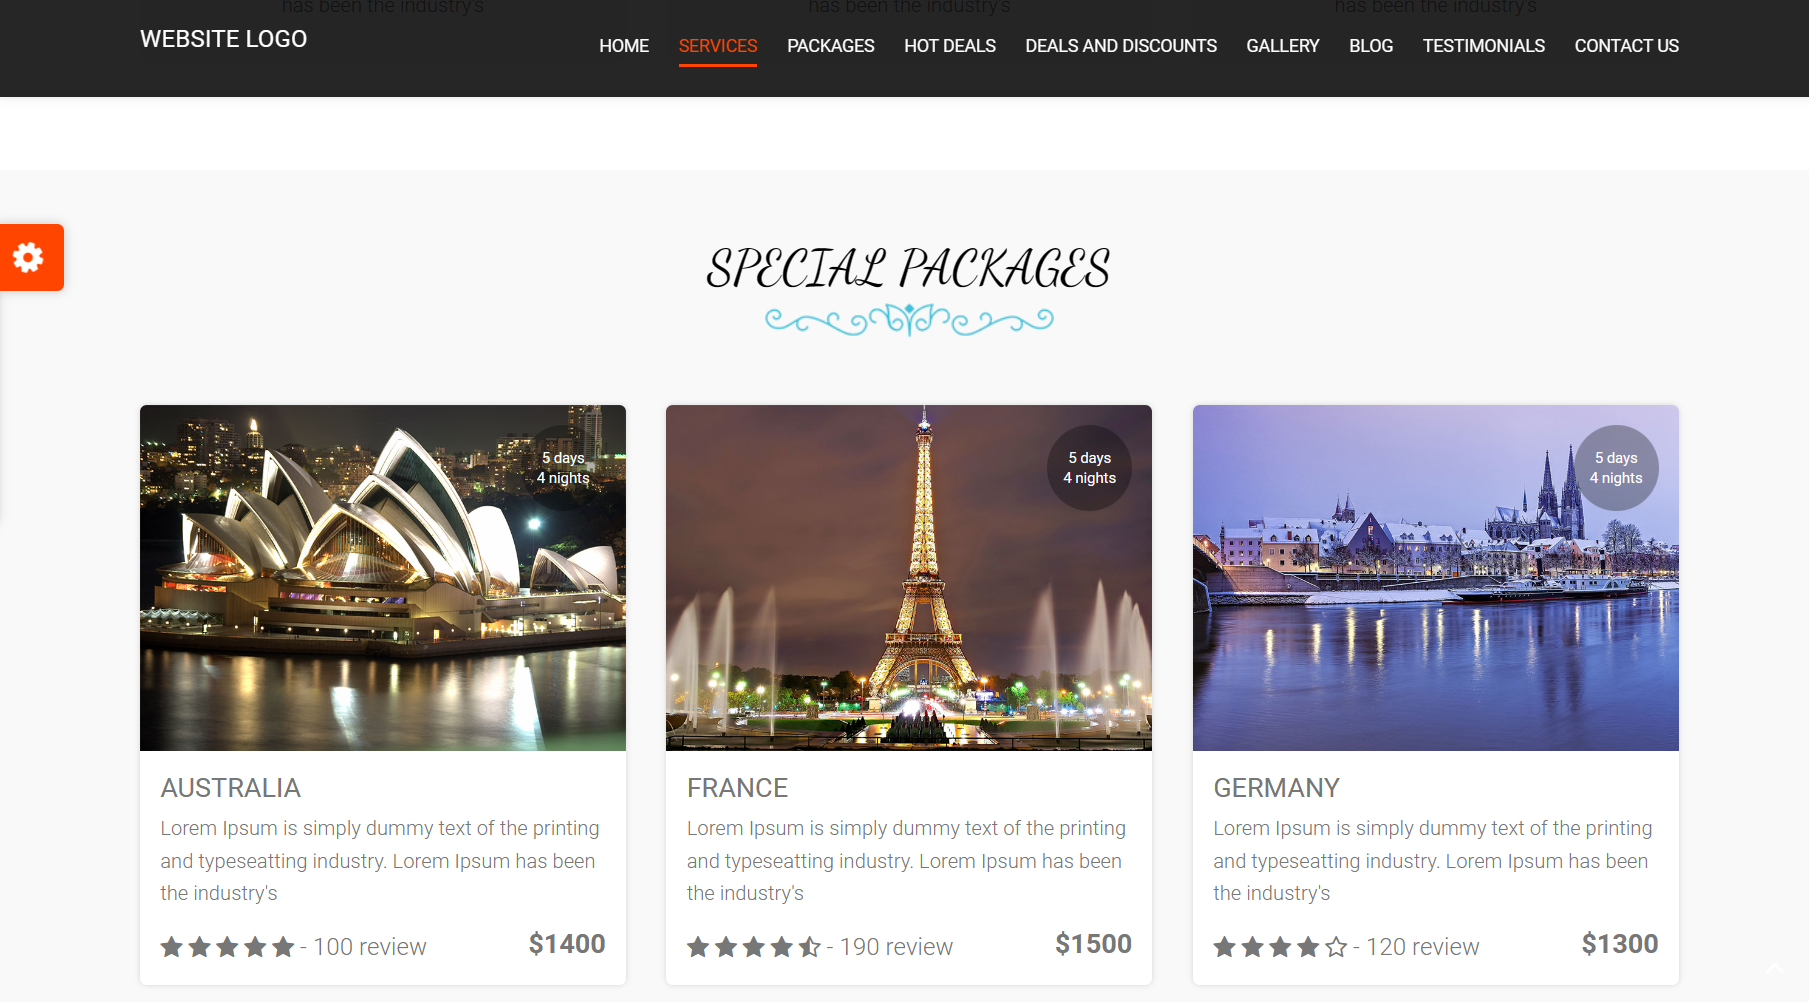 has been the industry's
has been the industry's
has been the industry's
WEBSITE LOGO
HOME
SERVICES
PACKAGES
HOT DEALS
DEALS AND DISCOUNTS
GALLERY
BLOG
TESTIMONIALS
CONTACT US
SPECIAL PACKAGES
5 days
4 nights
AUSTRALIA
Lorem Ipsum is simply dummy text of the printing
and typeseatting industry. Lorem Ipsum has been
the industry's
- 100 review
$1400
5 days
4 nights
FRANCE
Lorem Ipsum is simply dummy text of the printing
and typeseatting industry. Lorem Ipsum has been
the industry's
- 190 review
$1500
5 days
4 nights
GERMANY
Lorem Ipsum is simply dummy text of the printing
and typeseatting industry. Lorem Ipsum has been
the industry's
- 120 review
$1300